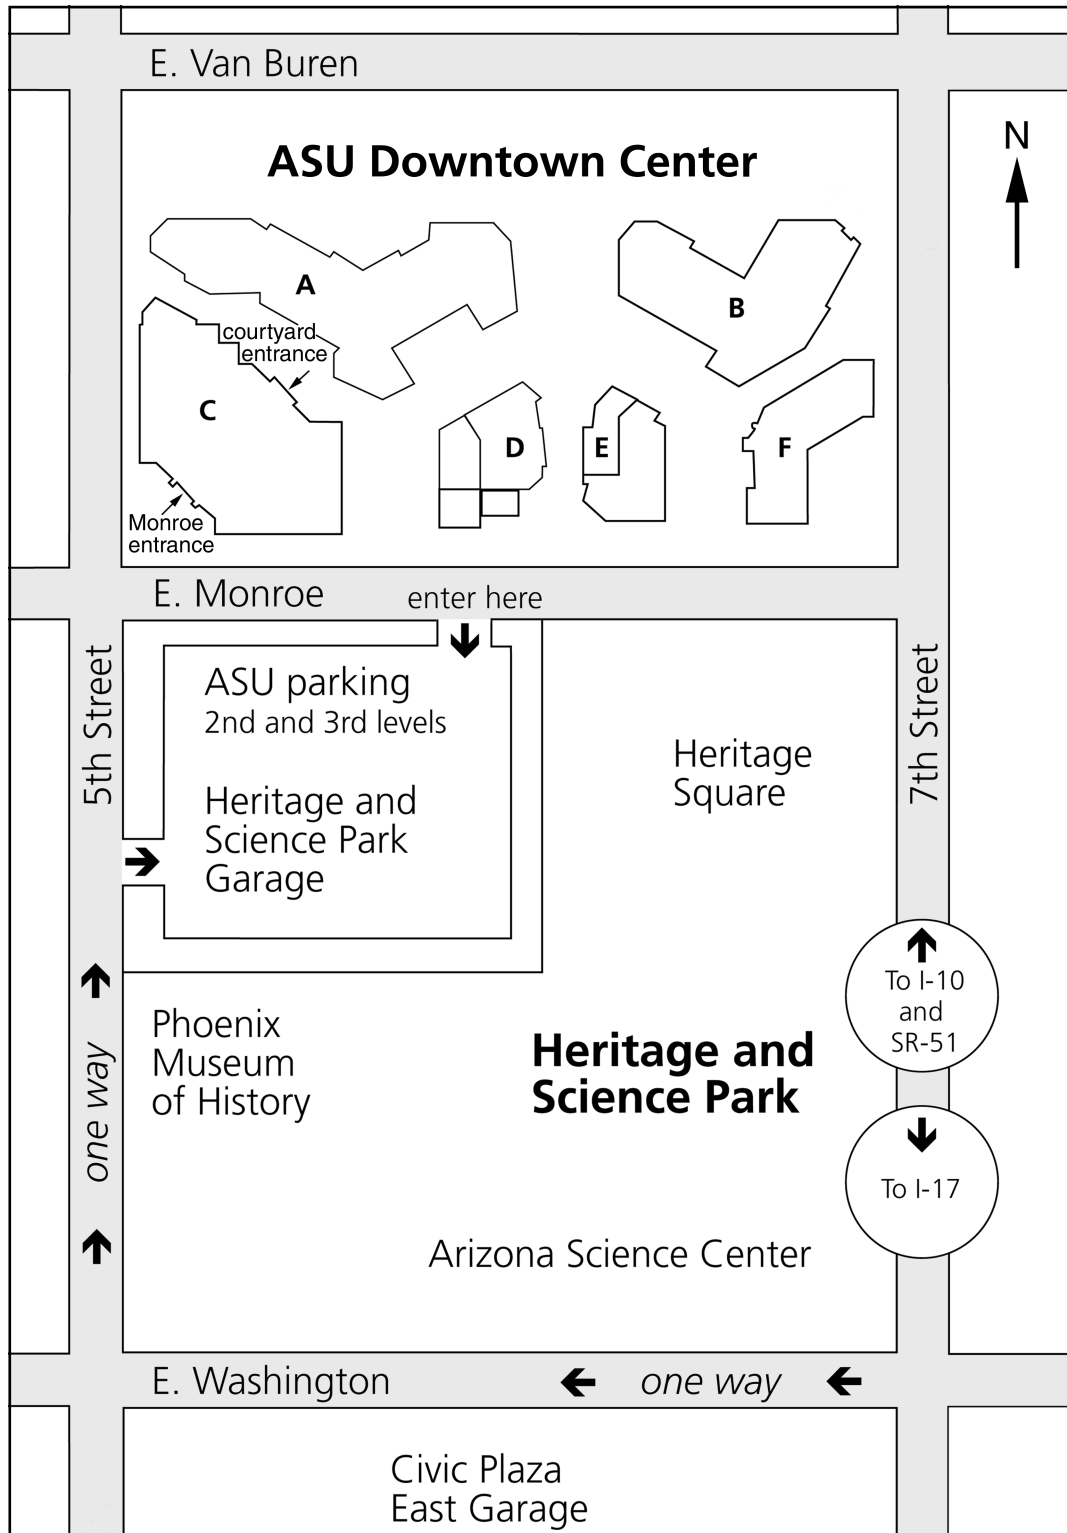 E. Van Buren
ASU Downtown Center
N
A
B
courtyard
entrance
C
D
E
F
Monroe
entrance
E. Monroe
enter here
5th Street
7th Street
ASU parking
2nd and 3rd levels
Heritage and
Science Park
Garage
Heritage
Square
To I-10
and
SR-51
one way
Phoenix
Museum
of History
Heritage and
Science Park
To I-17
Arizona Science Center
E. Washington
one way
Civic Plaza
East Garage